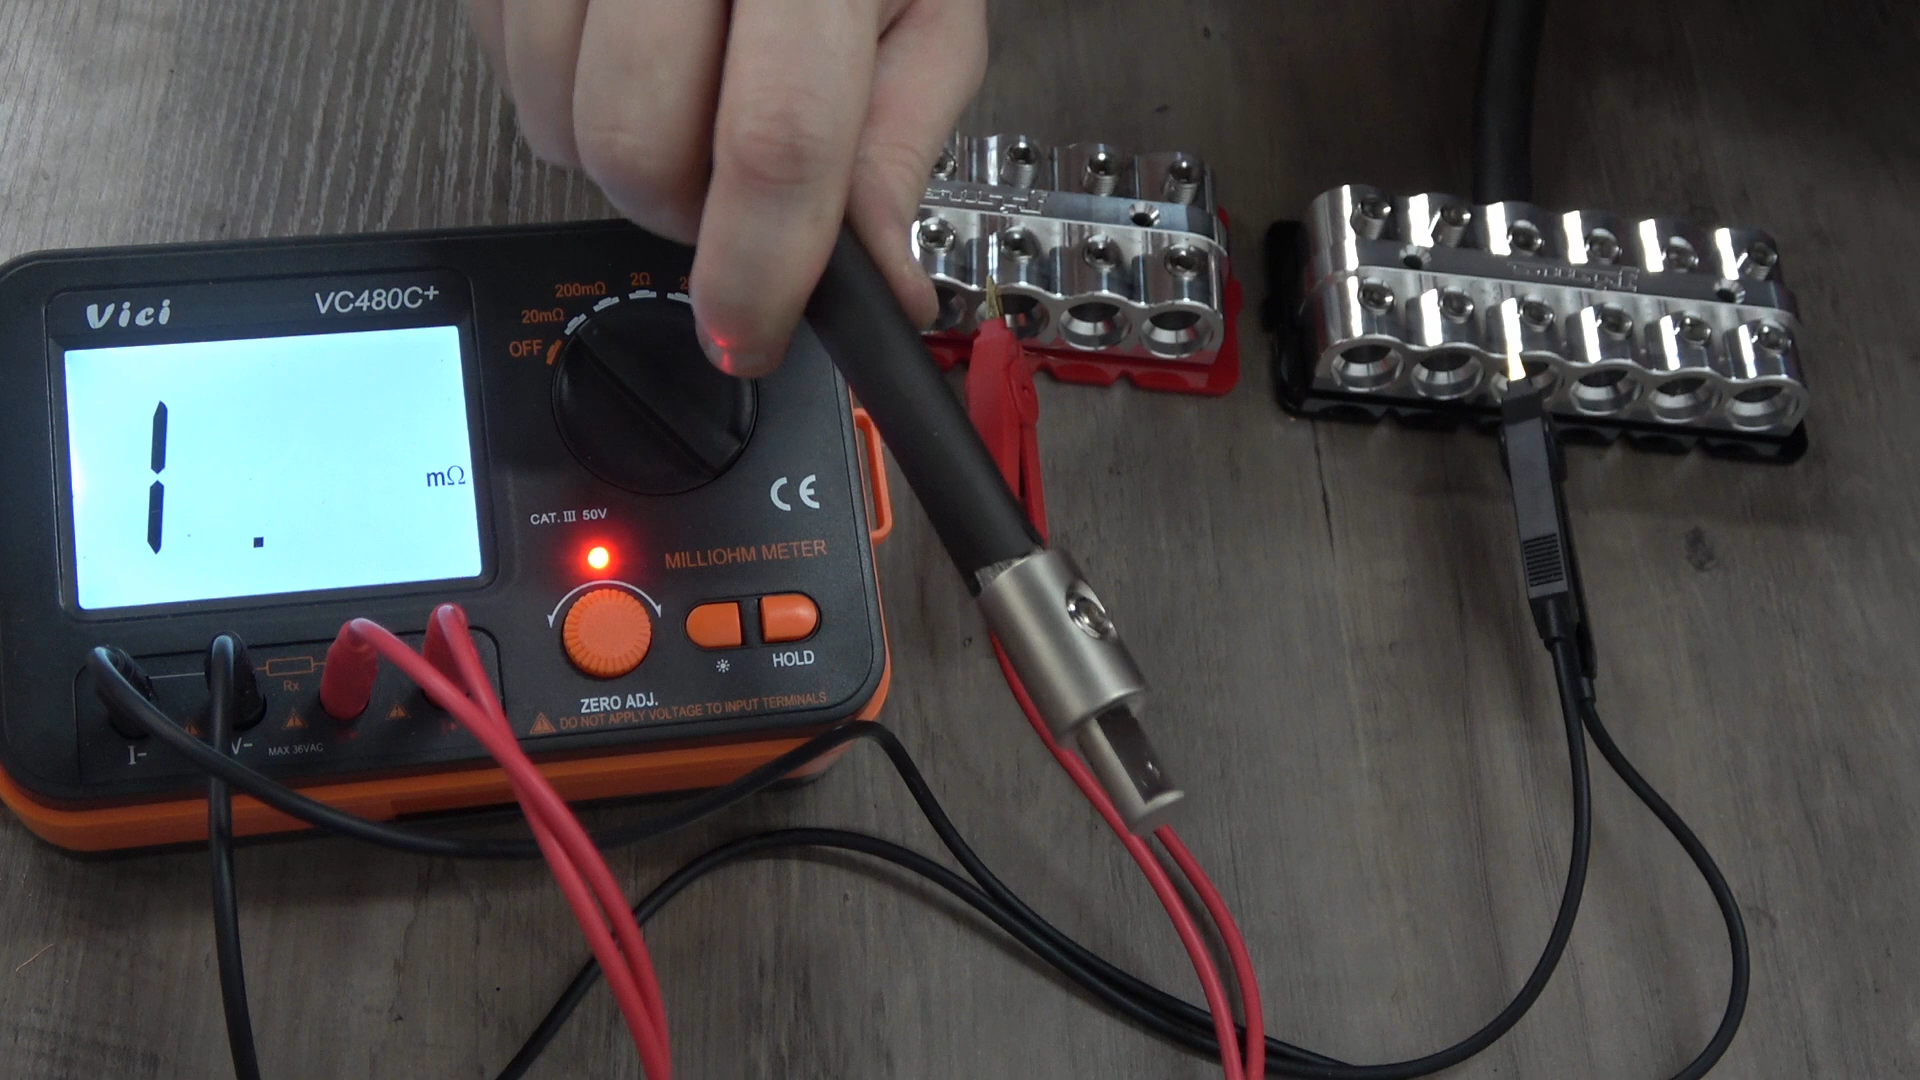 Vici
VC480C+
OFF
20mΩ
200mΩ
2Ω
1 .
mΩ
CAT. III 50V
CE
MILLIOHM METER
Rx
HOLD
ZERO ADJ.
DO NOT APPLY VOLTAGE TO INPUT TERMINALS
I-
V-
MAX 36VAC